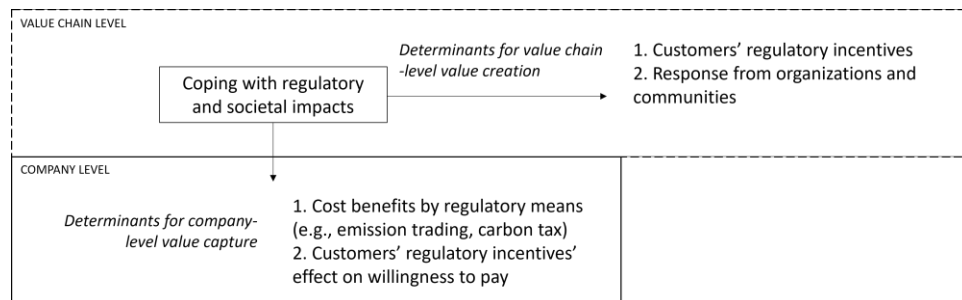 VALUE CHAIN LEVEL
Determinants for value chain
-level value creation
1. Customers' regulatory incentives
2. Response from organizations and
communities
Coping with regulatory
and societal impacts
COMPANY LEVEL
Determinants for company-
level value capture
1. Cost benefits by regulatory means
(e.g., emission trading, carbon tax)
2. Customers' regulatory incentives'
effect on willingness to pay